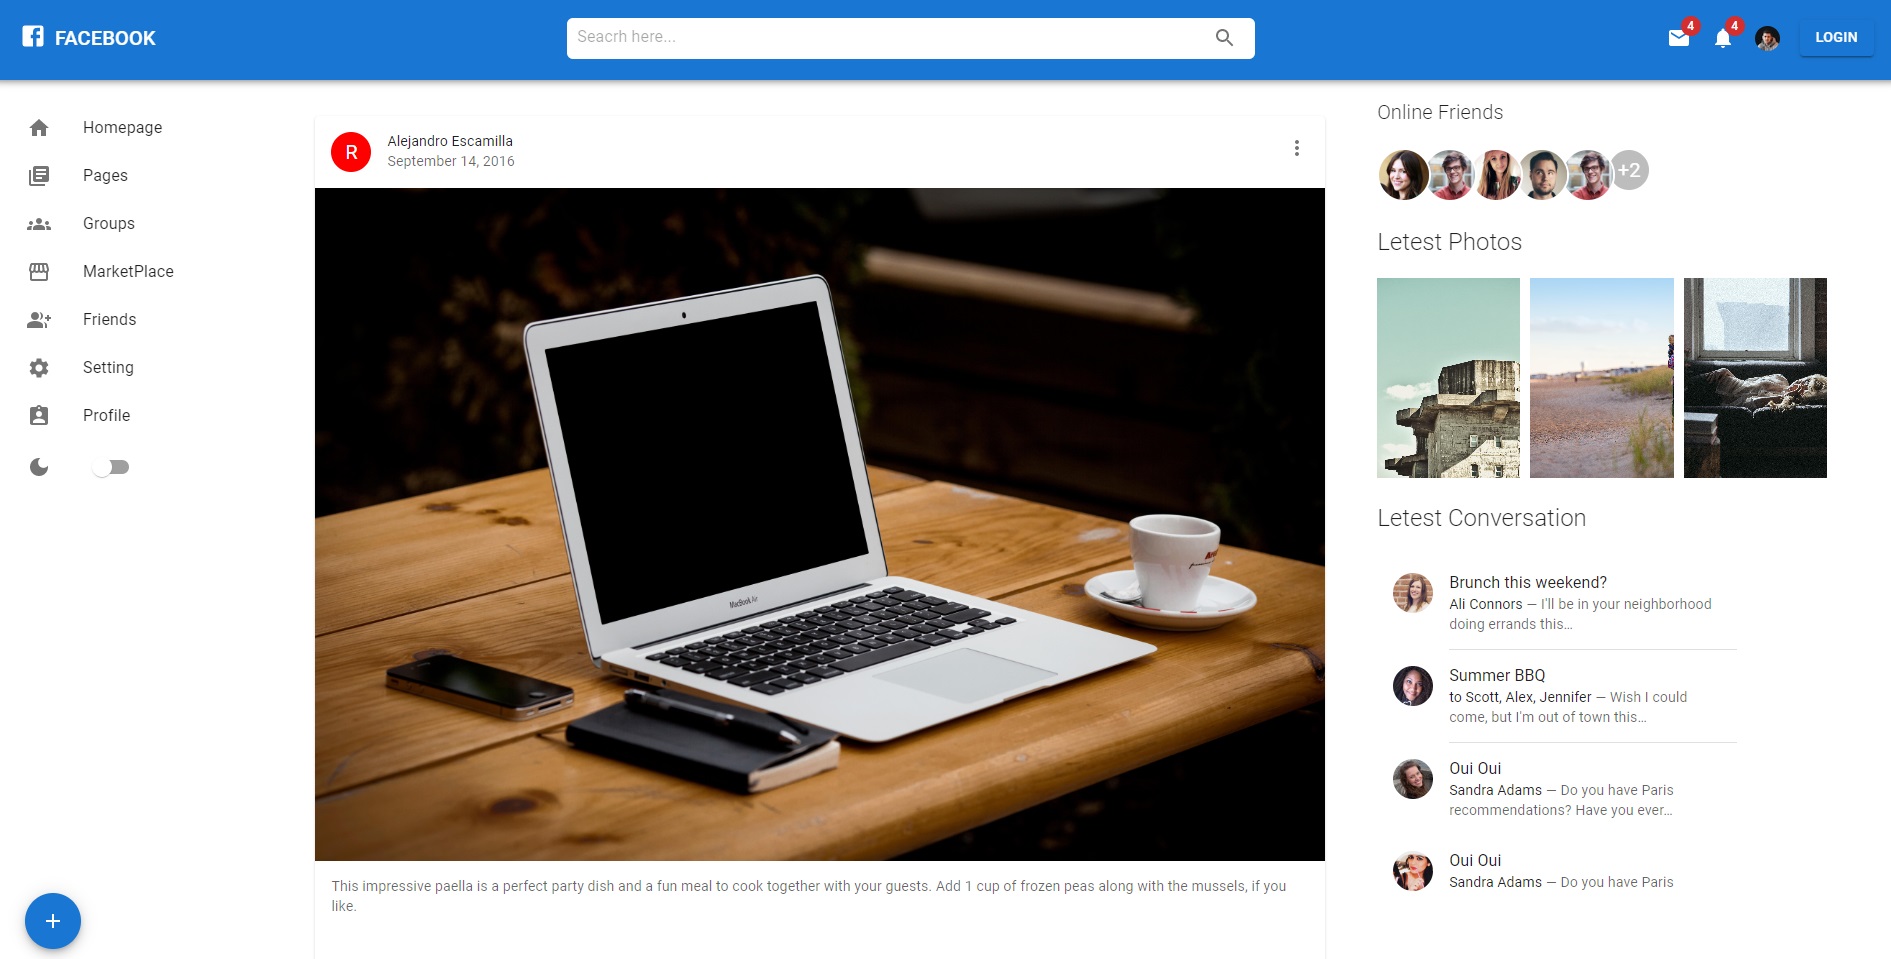 FACEBOOK
Seacrh here...
4
4
LOGIN
Homepage
Pages
Groups
MarketPlace
Friends
Setting
Profile
R
Alejandro Escamilla
September 14, 2016
MacBook Air
This impressive paella is a perfect party dish and a fun meal to cook together with your guests. Add 1 cup of frozen peas along with the mussels, if you
like.
Online Friends
+2
Letest Photos
Letest Conversation
Brunch this weekend?
Ali Connors — I'll be in your neighborhood
doing errands this…
Summer BBQ
to Scott, Alex, Jennifer — Wish I could
come, but I'm out of town this…
Oui Oui
Sandra Adams — Do you have Paris
recommendations? Have you ever…
Oui Oui
Sandra Adams — Do you have Paris